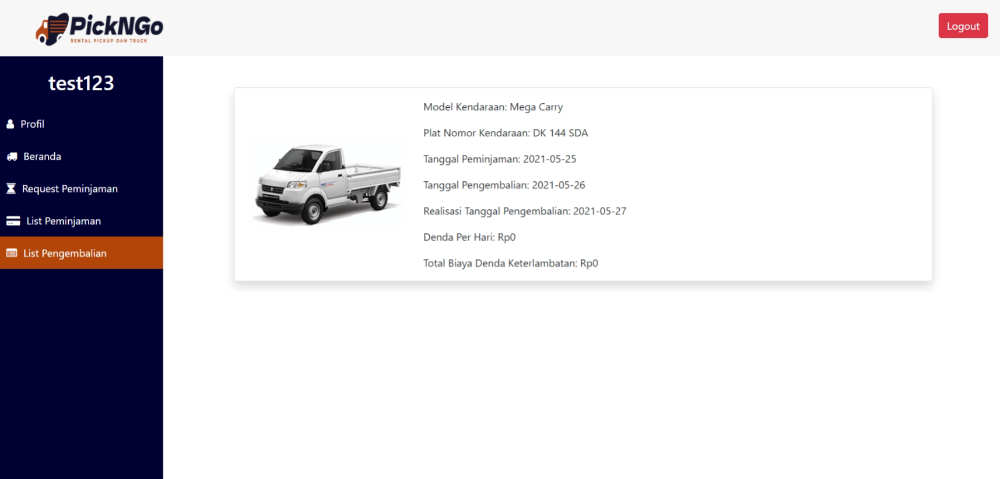 PickNGo
RENTAL PICKUP DAN TRUCK
Logout
test123
Profil
Beranda
Request Peminjaman
List Peminjaman
List Pengembalian
Model Kendaraan: Mega Carry
Plat Nomor Kendaraan: DK 144 SDA
Tanggal Peminjaman: 2021-05-25
Tanggal Pengembalian: 2021-05-26
Realisasi Tanggal Pengembalian: 2021-05-27
Denda Per Hari: Rp0
Total Biaya Denda Keterlambatan: Rp0